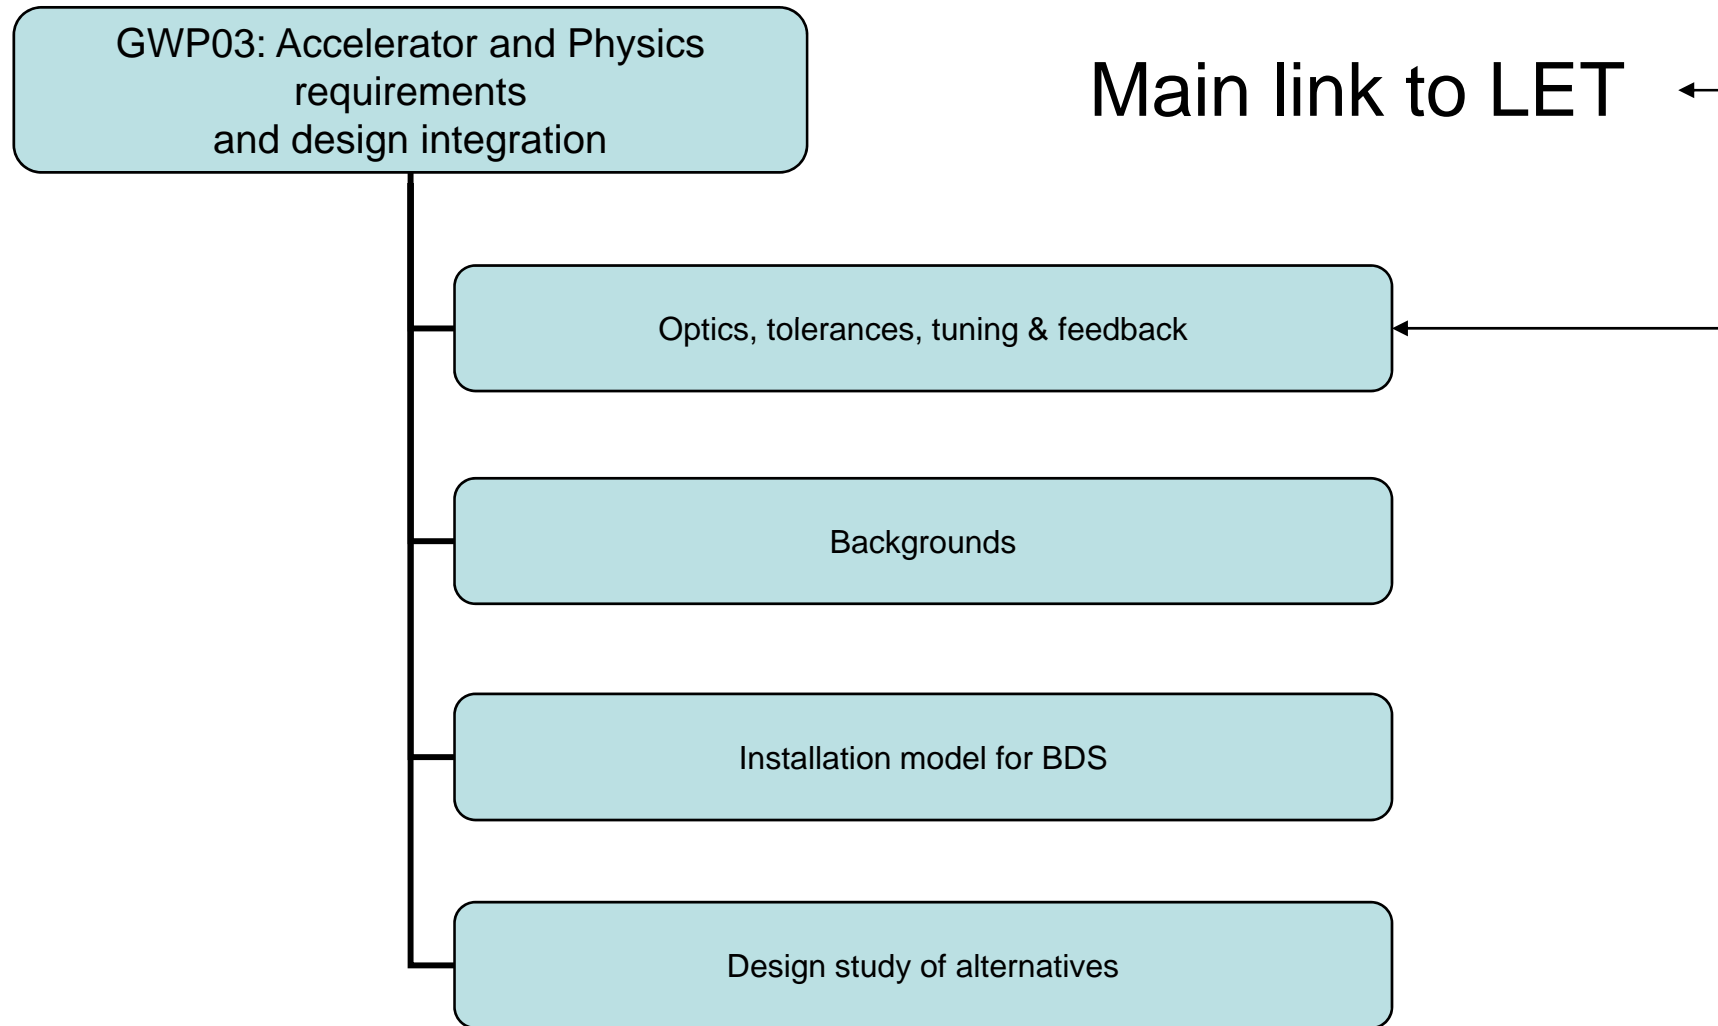 GWP03: Accelerator and Physics
requirements
and design integration
Main link to LET
Optics, tolerances, tuning & feedback
Backgrounds
Installation model for BDS
Design study of alternatives